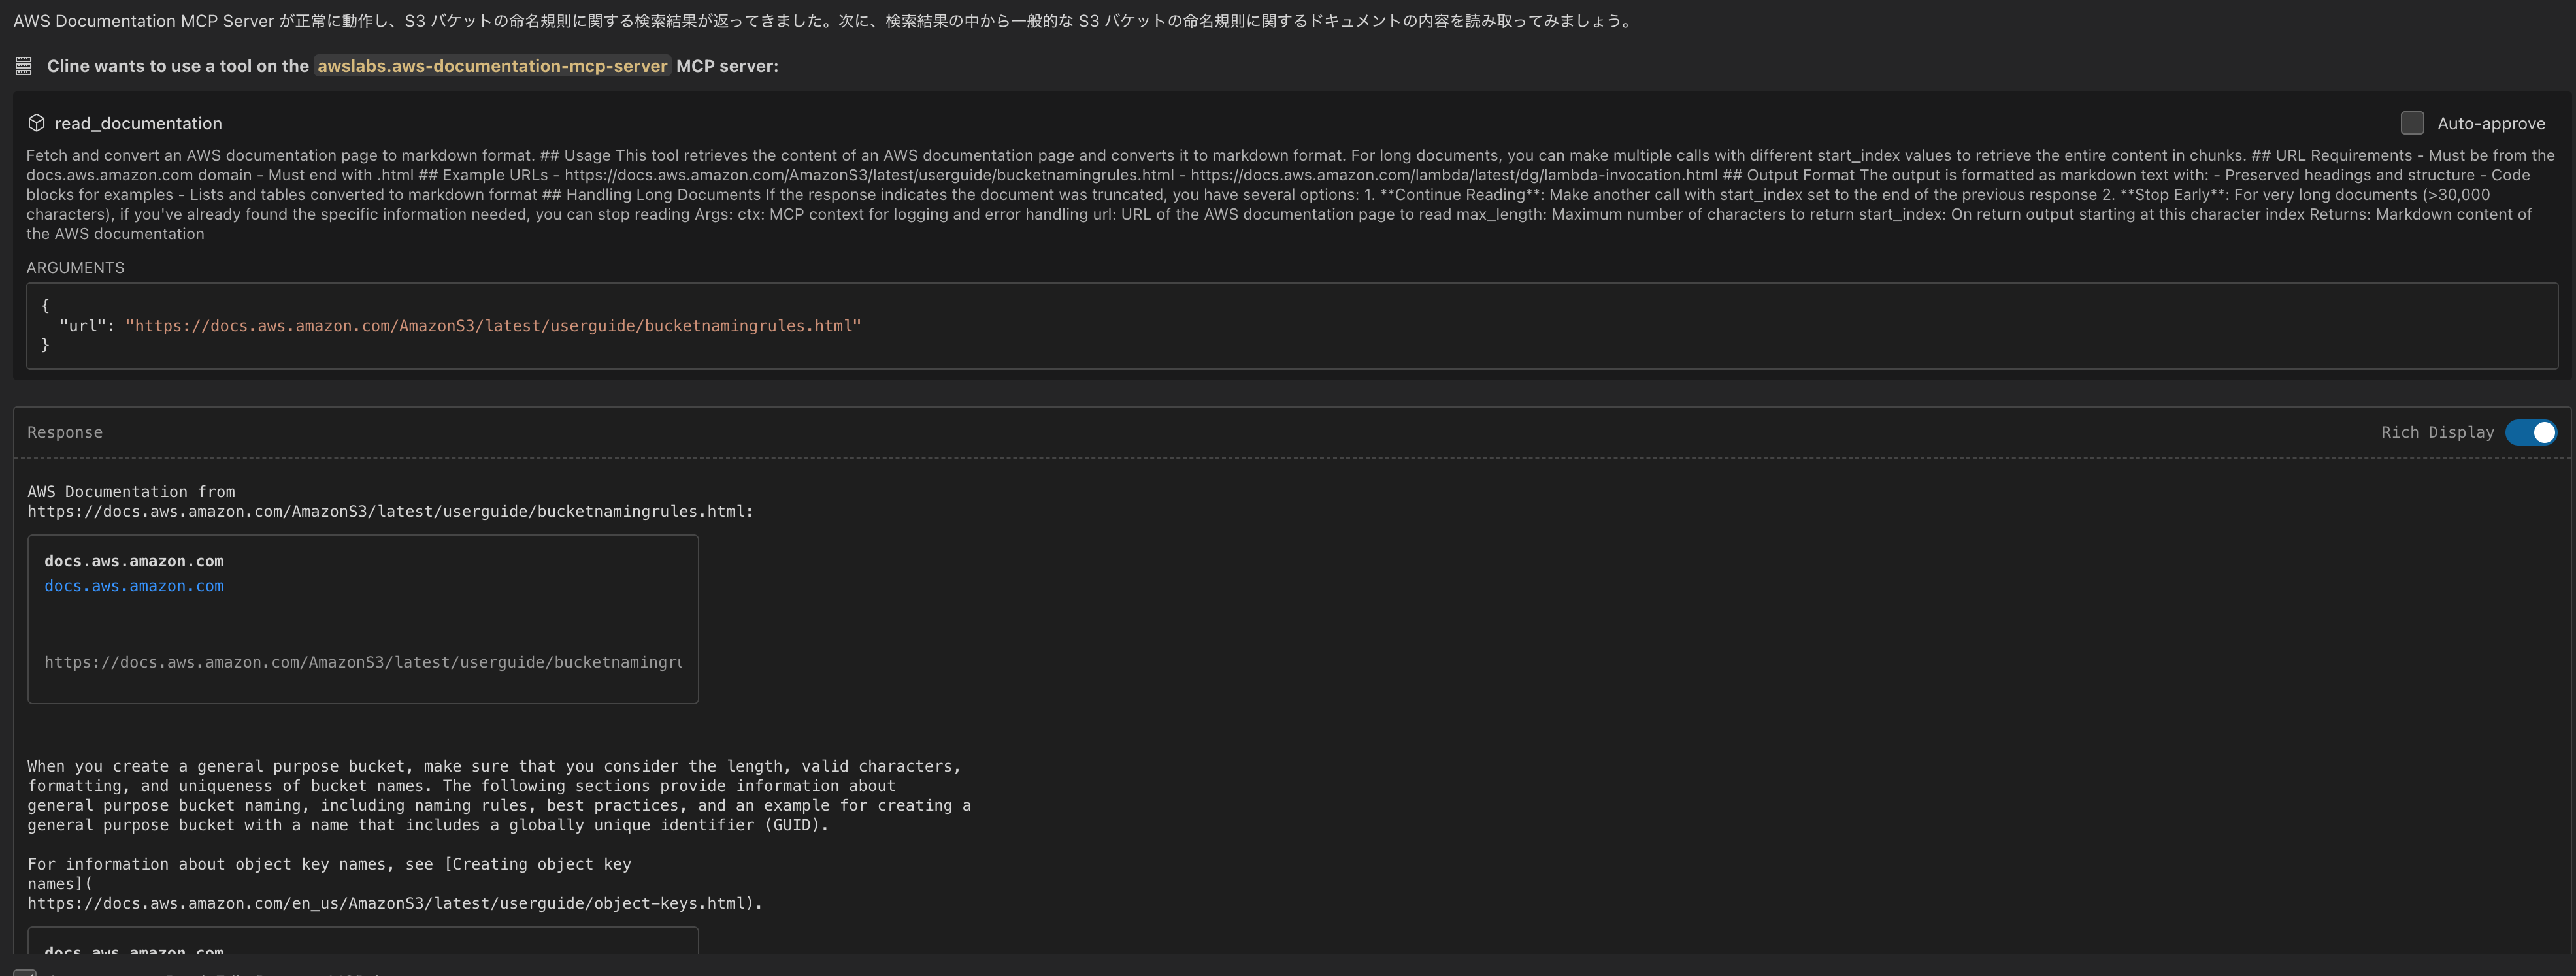 AWS Documentation MCP Server が正常に動作し、S3 バケットの命名規則に関する検索結果が返ってきました。次に、検索結果の中から一般的な S3 バケットの命名規則に関するドキュメントの内容を読み取ってみましょう。
Cline wants to use a tool on the awslabs.aws-documentation-mcp-server MCP server:
read_documentation
Auto-approve
Fetch and convert an AWS documentation page to markdown format. ## Usage This tool retrieves the content of an AWS documentation page and converts it to markdown format. For long documents, you can make multiple calls with different start_index values to retrieve the entire content in chunks. ## URL Requirements - Must be from the
docs.aws.amazon.com domain - Must end with .html ## Example URLs - https://docs.aws.amazon.com/AmazonS3/latest/userguide/bucketnamingrules.html - https://docs.aws.amazon.com/lambda/latest/dg/lambda-invocation.html ## Output Format The output is formatted as markdown text with: - Preserved headings and structure - Code
blocks for examples - Lists and tables converted to markdown format ## Handling Long Documents If the response indicates the document was truncated, you have several options: 1. **Continue Reading**: Make another call with start_index set to the end of the previous response 2. **Stop Early**: For very long documents (>30,000
characters), if you've already found the specific information needed, you can stop reading Args: ctx: MCP context for logging and error handling url: URL of the AWS documentation page to read max_length: Maximum number of characters to return start_index: On return output starting at this character index Returns: Markdown content of
the AWS documentation
ARGUMENTS
{
"url": "https://docs.aws.amazon.com/AmazonS3/latest/userguide/bucketnamingrules.html"
}
Response
Rich Display
AWS Documentation from
https://docs.aws.amazon.com/AmazonS3/latest/userguide/bucketnamingrules.html:
docs.aws.amazon.com
docs.aws.amazon.com
https://docs.aws.amazon.com/AmazonS3/latest/userguide/bucketnamingru
When you create a general purpose bucket, make sure that you consider the length, valid characters,
formatting, and uniqueness of bucket names. The following sections provide information about
general purpose bucket naming, including naming rules, best practices, and an example for creating a
general purpose bucket with a name that includes a globally unique identifier (GUID).
For information about object key names, see [Creating object key
names](
https://docs.aws.amazon.com/en_us/AmazonS3/latest/userguide/object-keys.html).
docs.aws.amazon.com